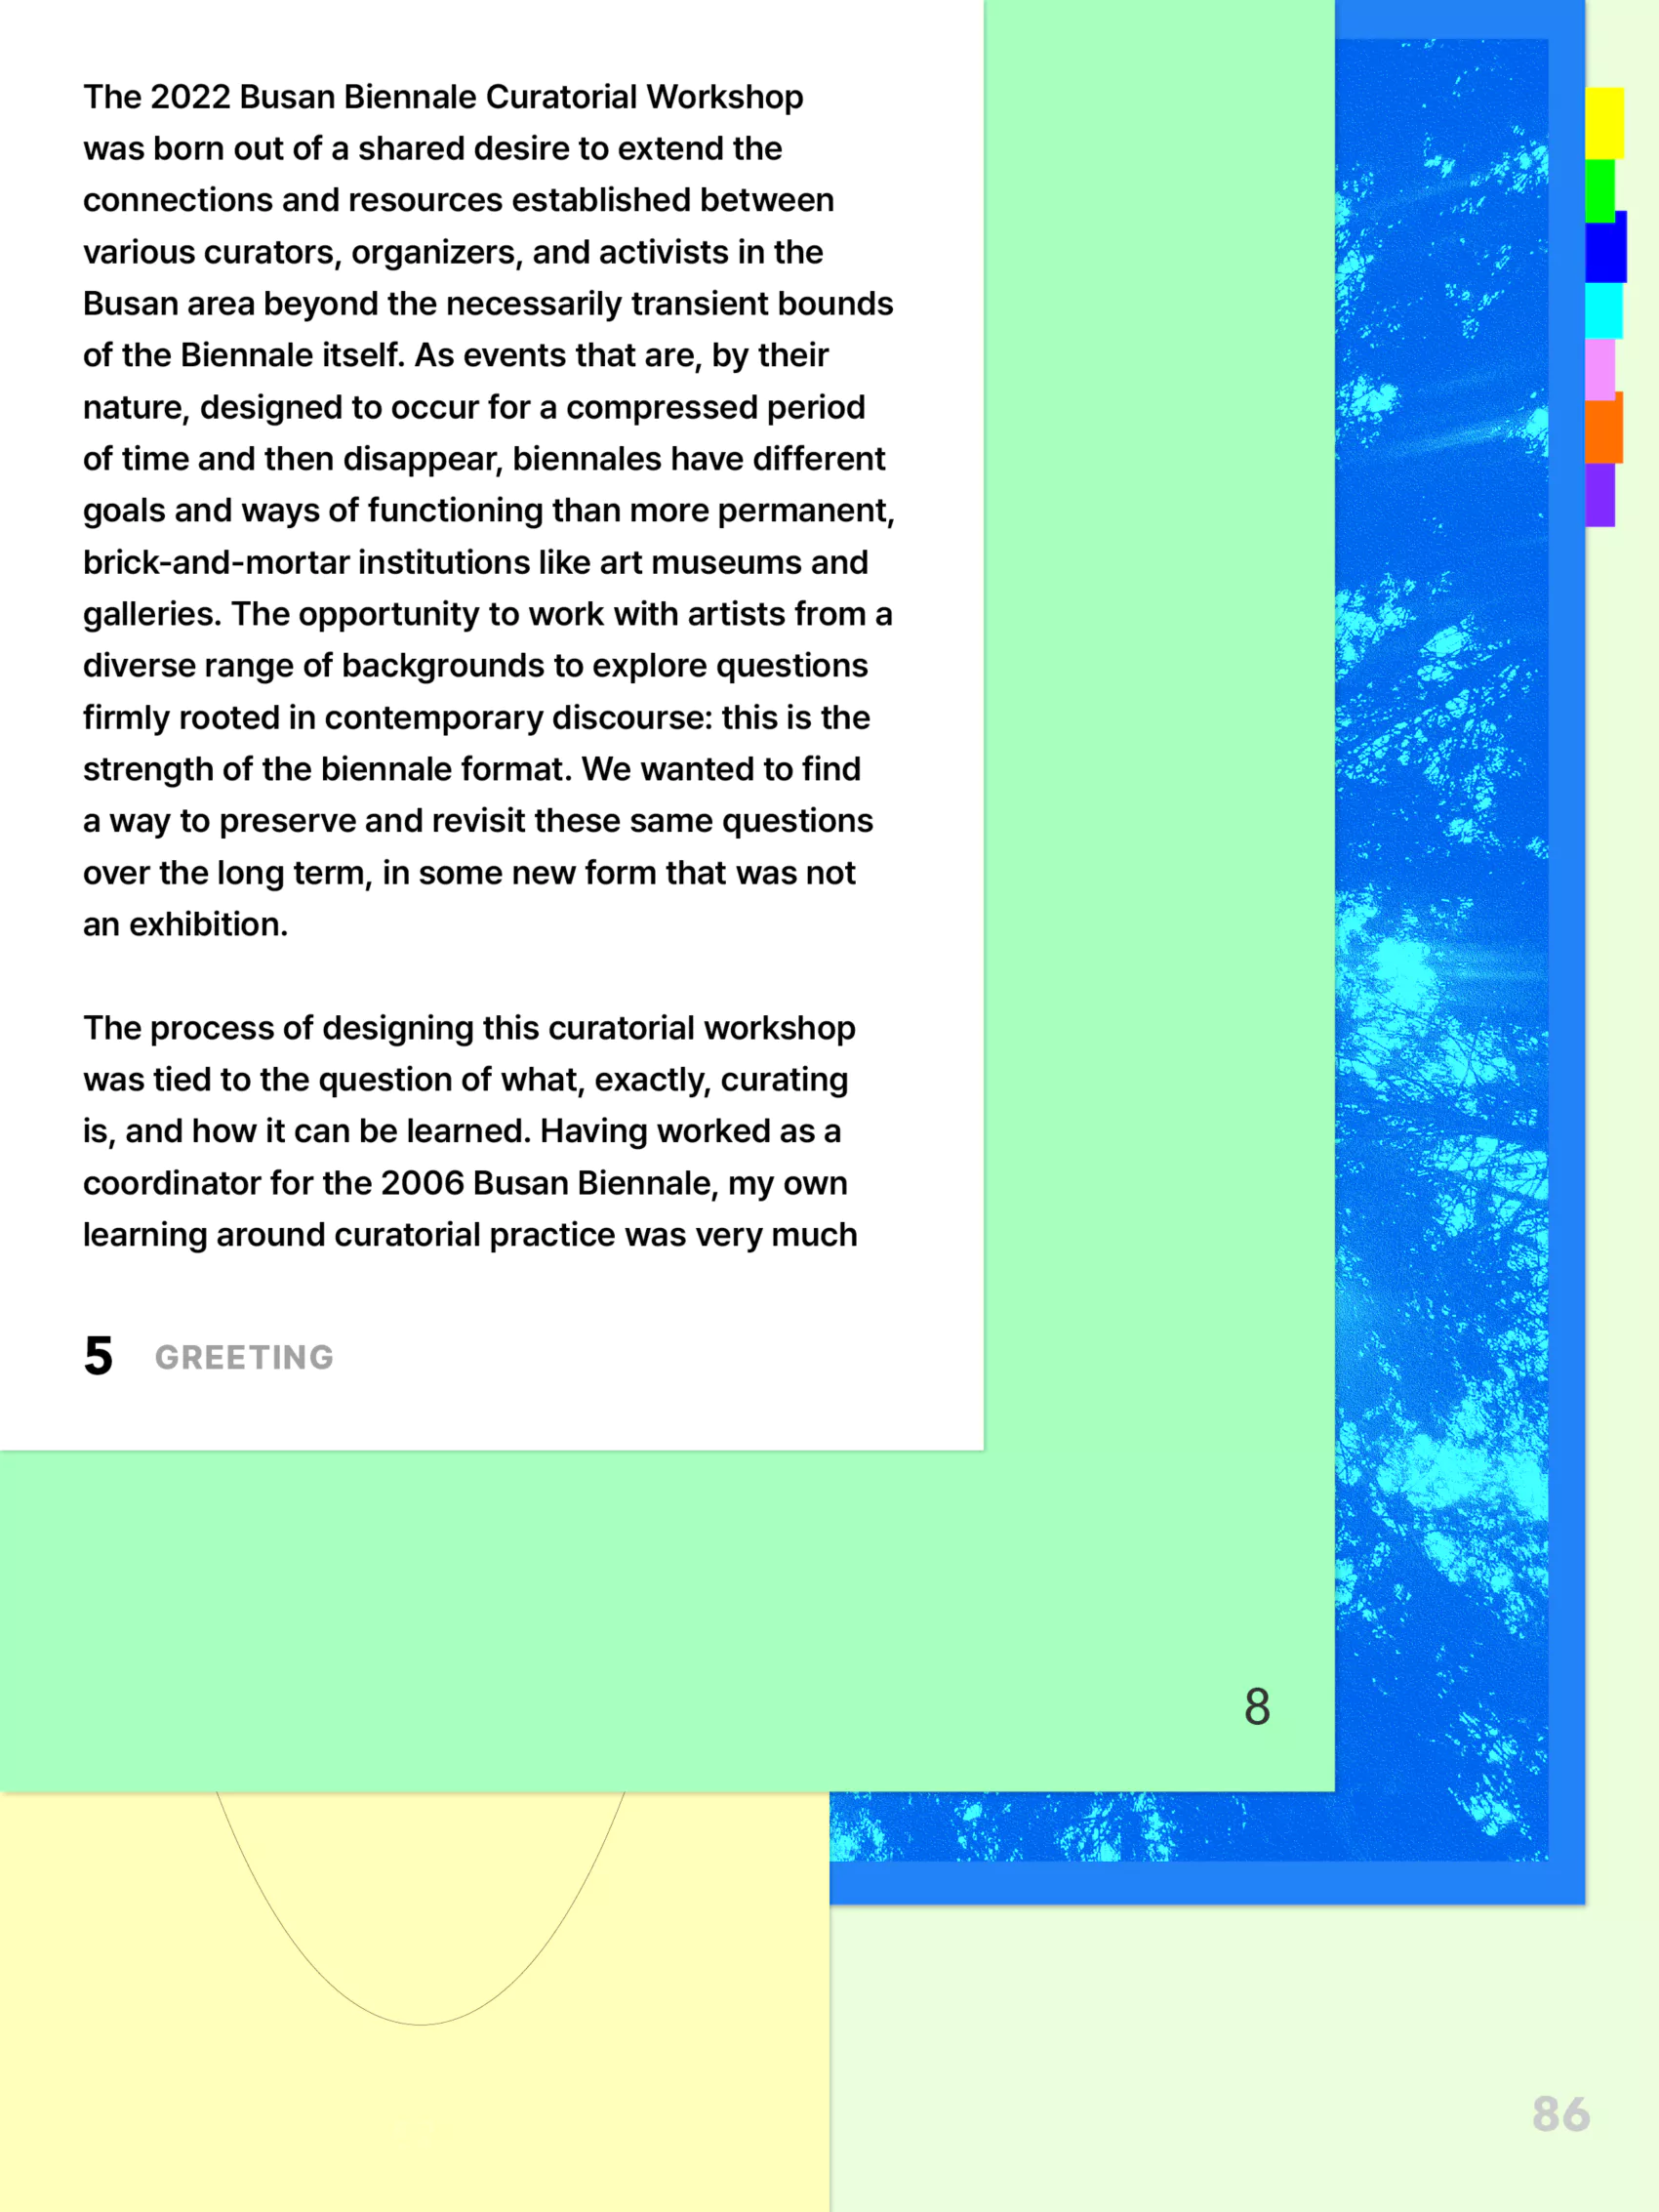 The 2022 Busan Biennale Curatorial Workshop
was born out of a shared desire to extend the
connections and resources established between
various curators, organizers, and activists in the
Busan area beyond the necessarily transient bounds
of the Biennale itself. As events that are, by their
nature, designed to occur for a compressed period
of time and then disappear, biennales have different
goals and ways of functioning than more permanent,
brick-and-mortar institutions like art museums and
galleries. The opportunity to work with artists from a
diverse range of backgrounds to explore questions
firmly rooted in contemporary discourse: this is the
strength of the biennale format. We wanted to find
a way to preserve and revisit these same questions
over the long term, in some new form that was not
an exhibition.
The process of designing this curatorial workshop
was tied to the question of what, exactly, curating
is, and how it can be learned. Having worked as a
coordinator for the 2006 Busan Biennale, my own
learning around curatorial practice was very much
5 GREETING
8
86